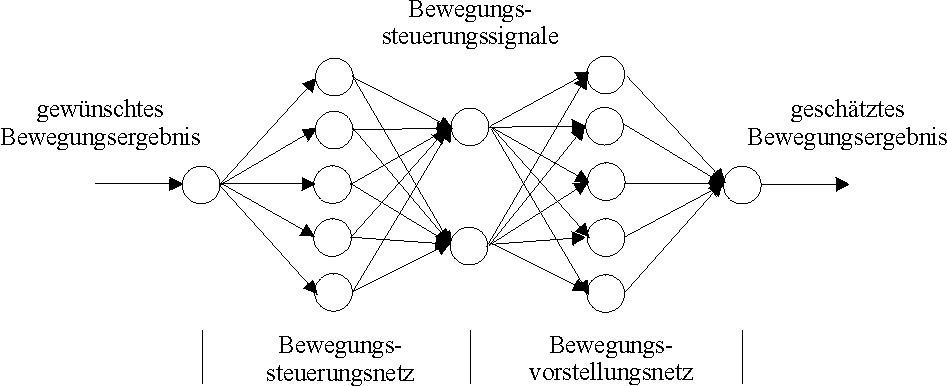 Bewegungs-
steuerungssignale
gewünschtes
Bewegungsergebnis
geschätztes
Bewegungsergebnis
Bewegungs-
steuerungsnetz
Bewegungs-
vorstellungsnetz